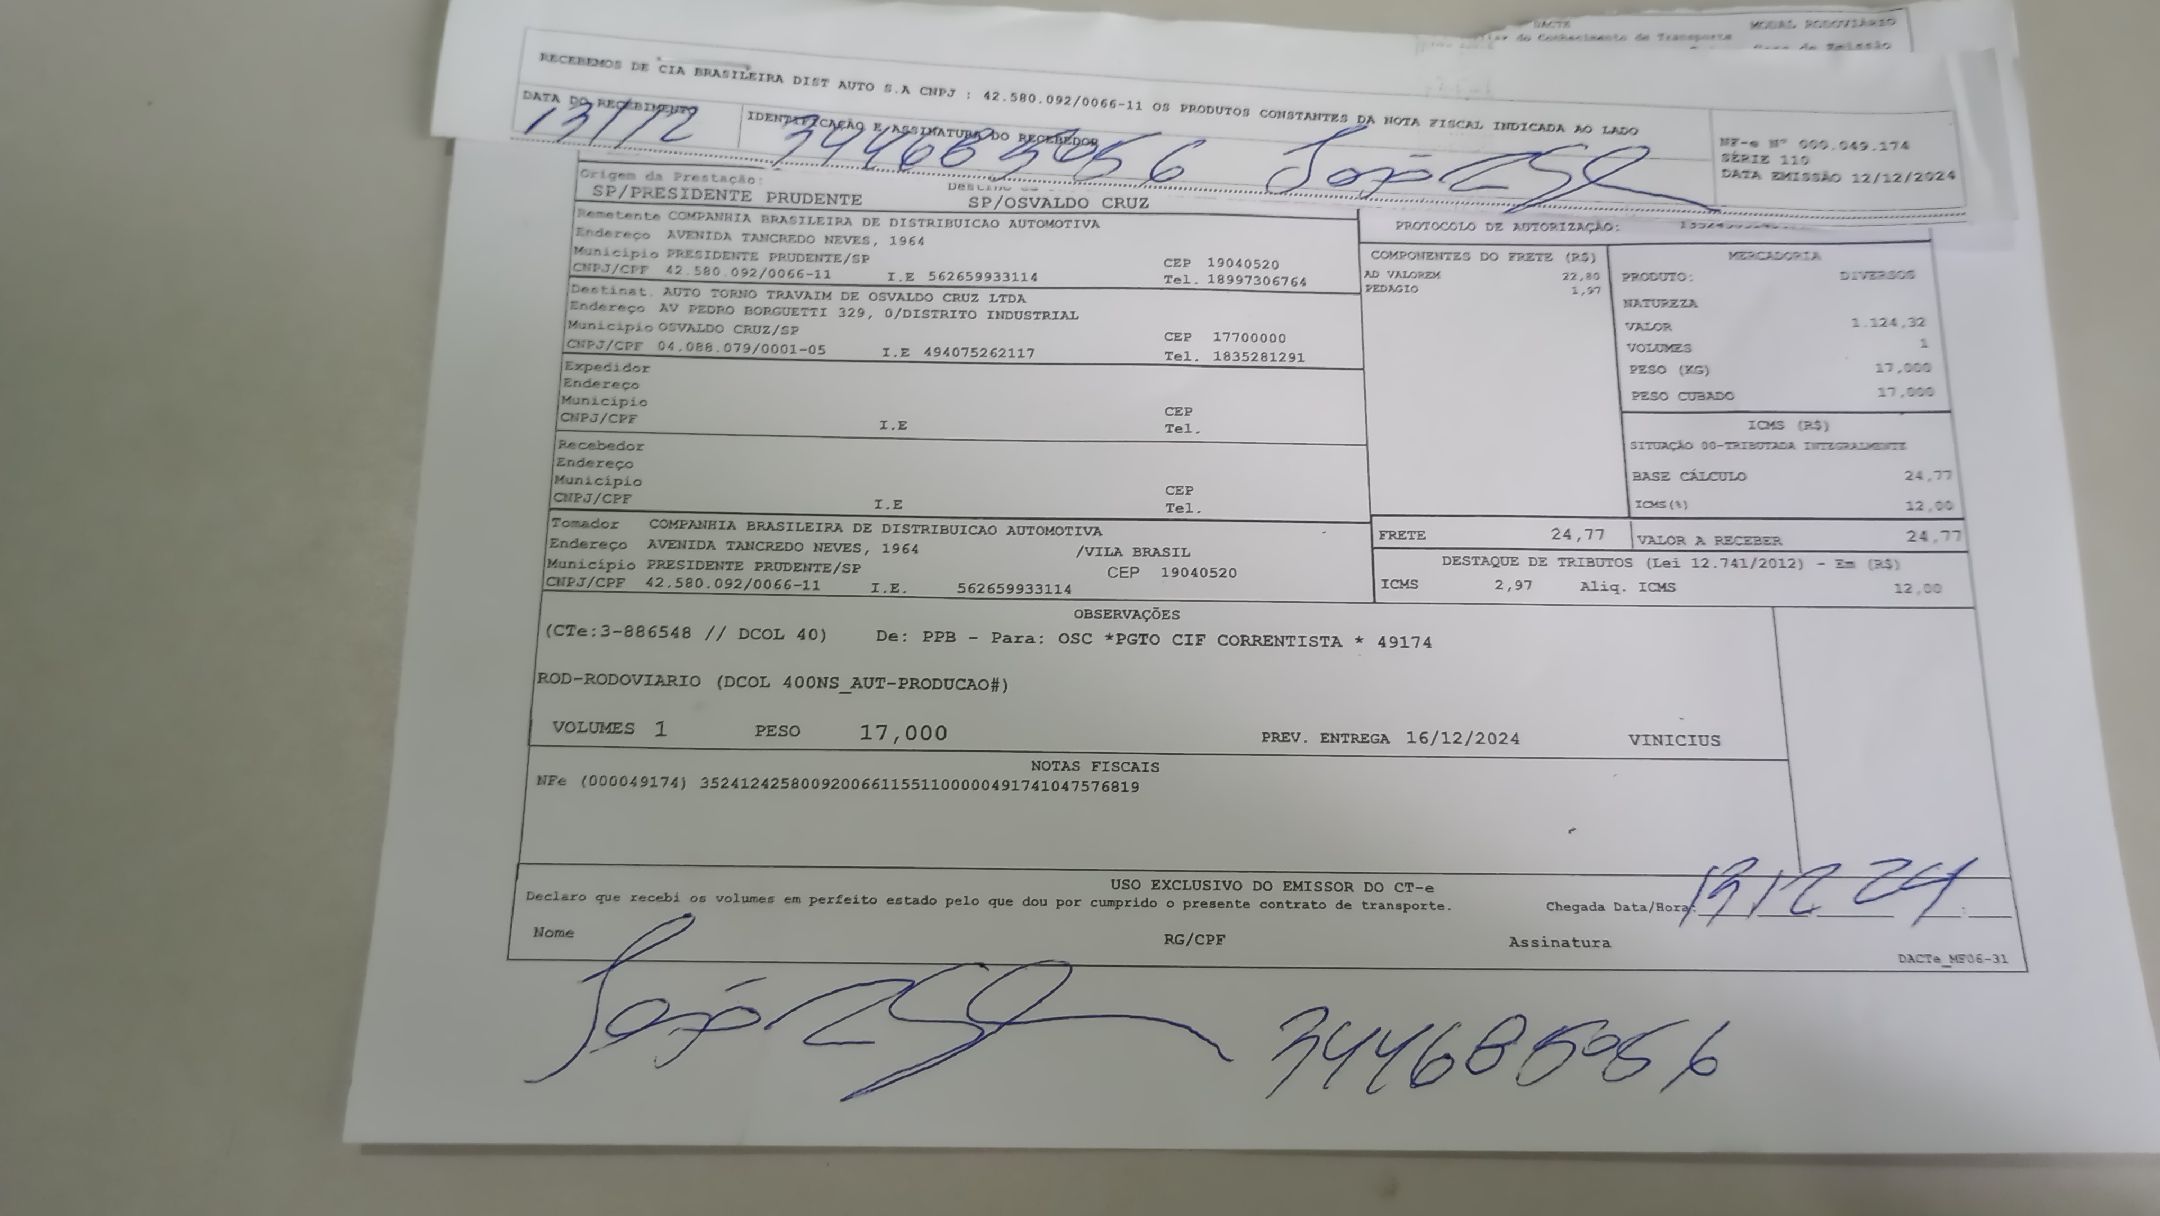 DACTE
MODAL RODOVIÁRIO
do Conhecimento de Transporte
RECEBEMOS DE CIA BRASILEIRA DIST AUTO S.A CNPJ : 42.580.092/0066-11 OS PRODUTOS CONSTANTES DA NOTA FISCAL INDICADA AO LADO
DATA DO RECEBIMENTO
IDENTIFICAÇÃO E ASSINATURA DO RECEBEDOR
13/12
344685056
NF-e Nº 000.049.174
SÉRIE 110
DATA EMISSÃO 12/12/2024
Origem da Prestação:
SP/PRESIDENTE PRUDENTE
SP/OSVALDO CRUZ
Remetente COMPANHIA BRASILEIRA DE DISTRIBUICAO AUTOMOTIVA
Endereço AVENIDA TANCREDO NEVES, 1964
Município PRESIDENTE PRUDENTE/SP CEP 19040520
CNPJ/CPF 42.580.092/0066-11 I.E 562659933114 Tel. 18997306764
Destinat. AUTO TORNO TRAVAIM DE OSVALDO CRUZ LTDA
Endereço AV PEDRO BORGUETTI 329, 0/DISTRITO INDUSTRIAL
Município OSVALDO CRUZ/SP CEP 17700000
CNPJ/CPF 04.088.079/0001-05 I.E 494075262117 Tel. 1835281291
Expedidor
Endereço
Município CEP
CNPJ/CPF I.E Tel.
Recebedor
Endereço
Município CEP
CNPJ/CPF I.E Tel.
Tomador COMPANHIA BRASILEIRA DE DISTRIBUICAO AUTOMOTIVA
Endereço AVENIDA TANCREDO NEVES, 1964 /VILA BRASIL
Município PRESIDENTE PRUDENTE/SP CEP 19040520
CNPJ/CPF 42.580.092/0066-11 I.E. 562659933114
PROTOCOLO DE AUTORIZAÇÃO:
COMPONENTES DO FRETE (R$)
AD VALOREM 22,80
PEDAGIO 1,97
MERCADORIA
PRODUTO: DIVERSOS
NATUREZA
VALOR 1.124,32
VOLUMES 1
PESO (KG) 17,000
PESO CUBADO 17,000
ICMS (R$)
SITUAÇÃO 00-TRIBUTADA INTEGRALMENTE
BASE CÁLCULO 24,77
ICMS(%) 12,00
FRETE 24,77 VALOR A RECEBER 24,77
DESTAQUE DE TRIBUTOS (Lei 12.741/2012) - Em (R$)
ICMS 2,97 Aliq. ICMS 12,00
OBSERVAÇÕES
(CTe:3-886548 // DCOL 40) De: PPB - Para: OSC *PGTO CIF CORRENTISTA * 49174
ROD-RODOVIARIO (DCOL 400NS_AUT-PRODUCAO#)
VOLUMES 1 PESO 17,000 PREV. ENTREGA 16/12/2024 VINICIUS
NOTAS FISCAIS
NFe (000049174) 35241242580092006611551100000491741047576819
USO EXCLUSIVO DO EMISSOR DO CT-e
Declaro que recebi os volumes em perfeito estado pelo que dou por cumprido o presente contrato de transporte. Chegada Data/Hora: 13 12 24
Nome RG/CPF Assinatura
DACTe_MF06-31
344685056